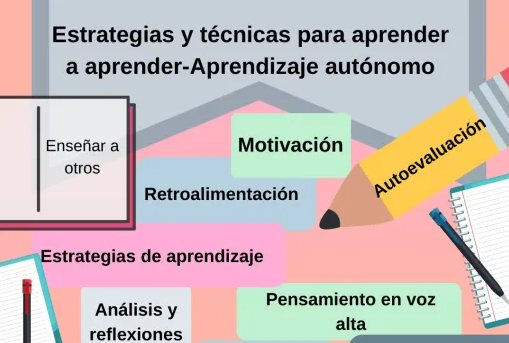 Estrategias y técnicas para aprender
a aprender-Aprendizaje autónomo
Enseñar a
otros
Motivación
Autoevaluación
Retroalimentación
Estrategias de aprendizaje
Análisis y
reflexiones
Pensamiento en voz
alta